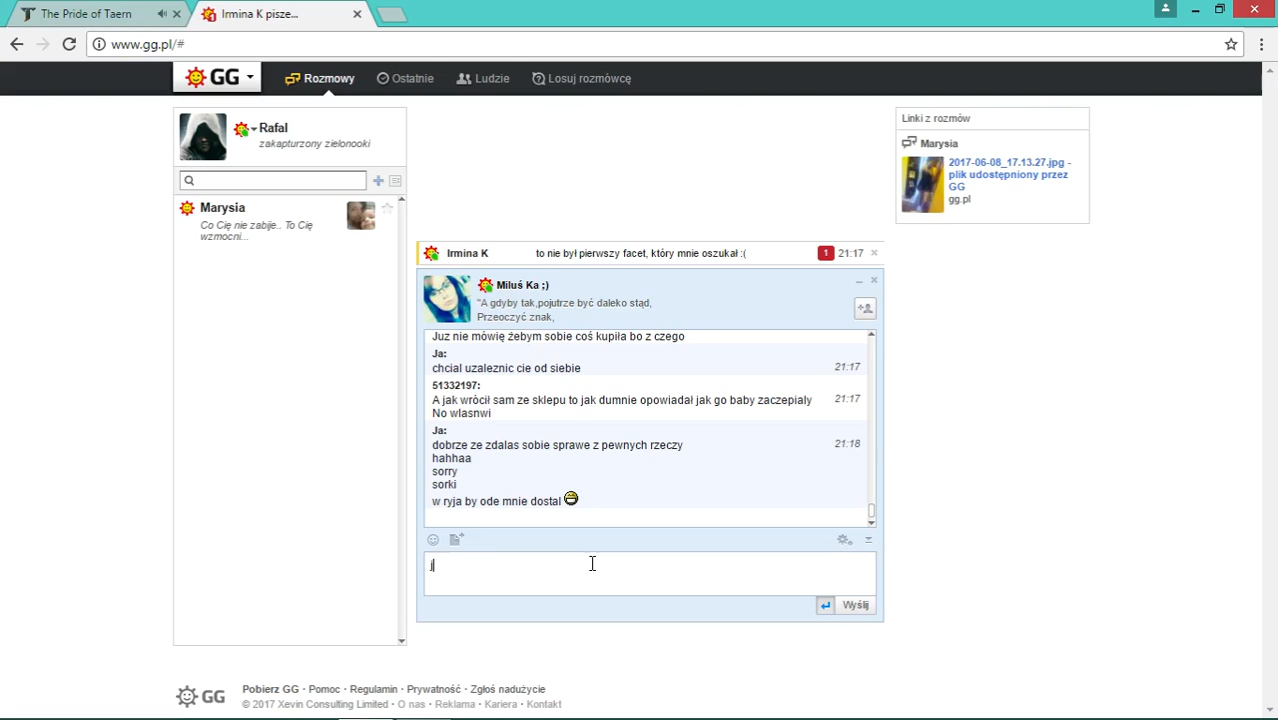 The Pride of Taern
Irmina K pisze...
www.gg.pl/#
GG
Rozmowy
Ostatnie
Ludzie
Losuj rozmówcę
Rafal
zakapturzony zielonooki
Marysia
Co Cię nie zabije.. To Cię
wzmocni...
Irmina K
to nie był pierwszy facet, który mnie oszukał :(
1
21:17
Miluś Ka ;)
"A gdyby tak,pojutrze być daleko stąd,
Przeoczyć znak,
Juz nie mówię żebym sobie coś kupiła bo z czego
Ja:
chcial uzaleznic cie od siebie
21:17
51332197:
A jak wrócił sam ze sklepu to jak dumnie opowiadał jak go baby zaczepialy
21:17
No wlasnwi
Ja:
dobrze ze zdalas sobie sprawe z pewnych rzeczy
21:18
hahhaa
sorry
sorki
w ryja by ode mnie dostal
j
Wyślij
Linki z rozmów
Marysia
2017-06-08_17.13.27.jpg -
plik udostępniony przez
GG
gg.pl
GG
Pobierz GG · Pomoc · Regulamin · Prywatność · Zgłoś nadużycie
© 2017 Xevin Consulting Limited · O nas · Reklama · Kariera · Kontakt